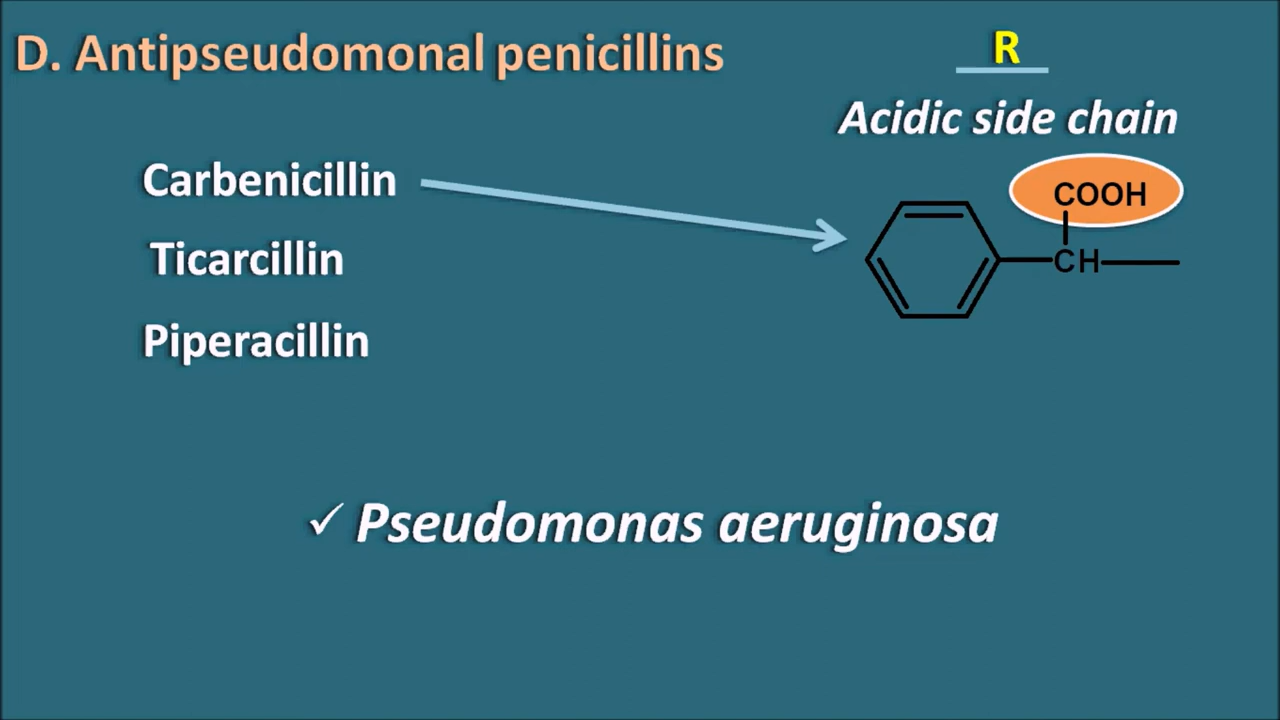 D. Antipseudomonal penicillins
R
Acidic side chain
Carbenicillin
COOH
CH
Ticarcillin
Piperacillin
✓ Pseudomonas aeruginosa